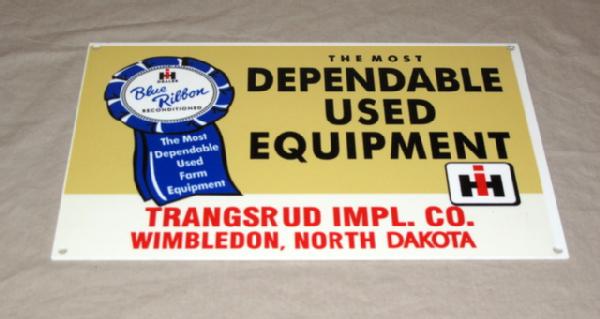 IH
DEALER
Blue
Ribbon
RECONDITIONED
The Most
Dependable
Used
Farm
Equipment
THE MOST
DEPENDABLE
USED
EQUIPMENT
IH
TRANGSRUD IMPL. CO.
WIMBLEDON, NORTH DAKOTA